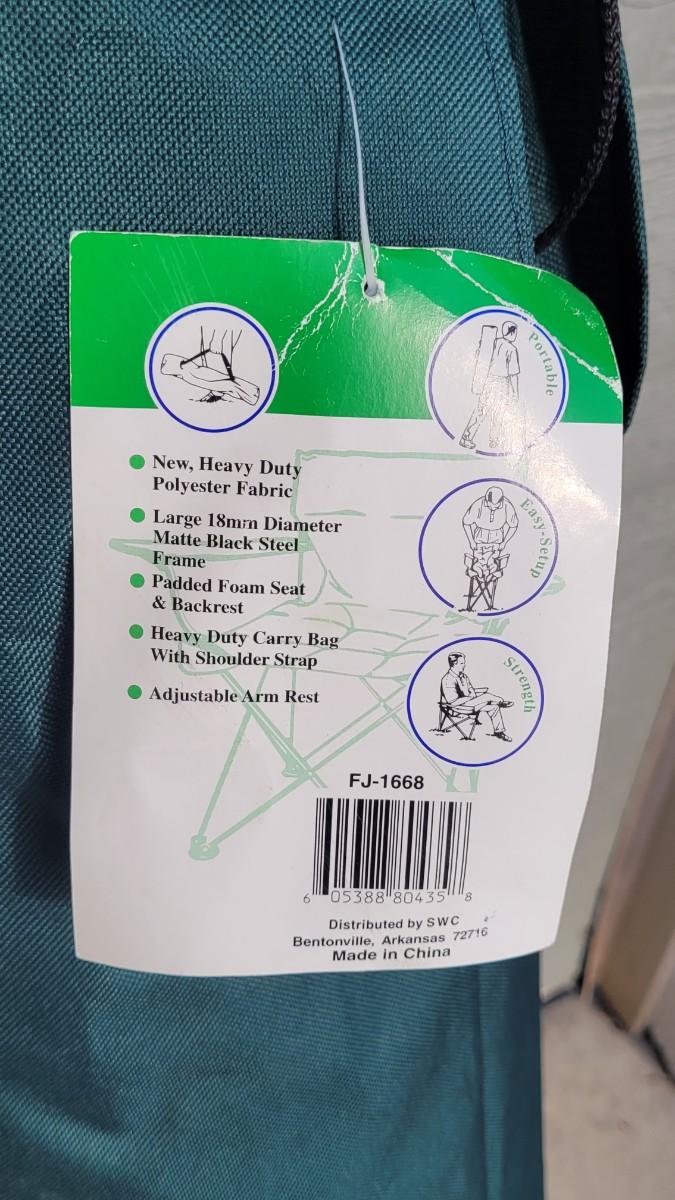 Portable
New, Heavy Duty
Polyester Fabric
Large 18mm Diameter
Matte Black Steel
Frame
Easy-Setup
Padded Foam Seat
& Backrest
Heavy Duty Carry Bag
With Shoulder Strap
Strength
Adjustable Arm Rest
FJ-1668
6 05388 80435 8
Distributed by SWC
Bentonville, Arkansas 72716
Made in China